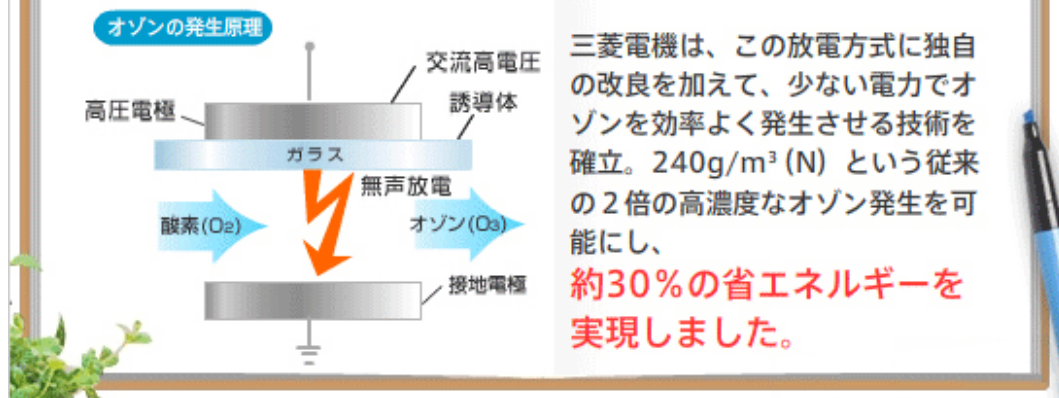 オゾンの発生原理
交流高電圧
高圧電極
誘導体
ガラス
無声放電
酸素(O2)
オゾン(O3)
接地電極
三菱電機は、この放電方式に独自
の改良を加えて、少ない電力でオ
ゾンを効率よく発生させる技術を
確立。240g/m³(N) という従来
の2倍の高濃度なオゾン発生を可
能にし、
約30%の省エネルギーを
実現しました。